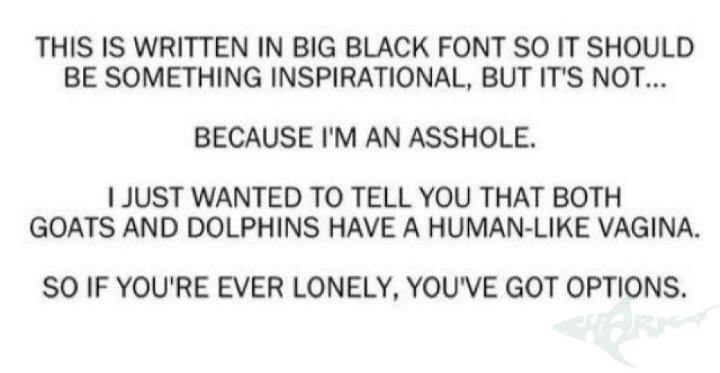 THIS IS WRITTEN IN BIG BLACK FONT SO IT SHOULD
BE SOMETHING INSPIRATIONAL, BUT IT'S NOT...
BECAUSE I'M AN ASSHOLE.
I JUST WANTED TO TELL YOU THAT BOTH
GOATS AND DOLPHINS HAVE A HUMAN-LIKE VAGINA.
SO IF YOU'RE EVER LONELY, YOU'VE GOT OPTIONS.
SHARK